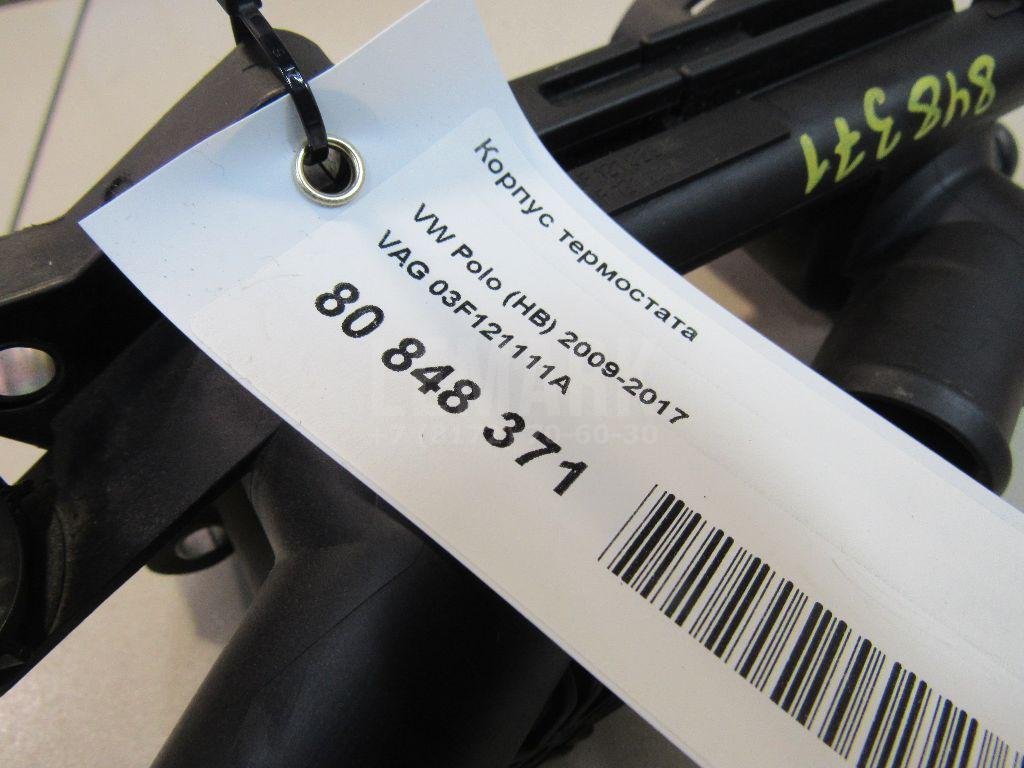 Корпус термостата
VW Polo (HB) 2009-2017
VAG 03F121111A
80 848 371
848371